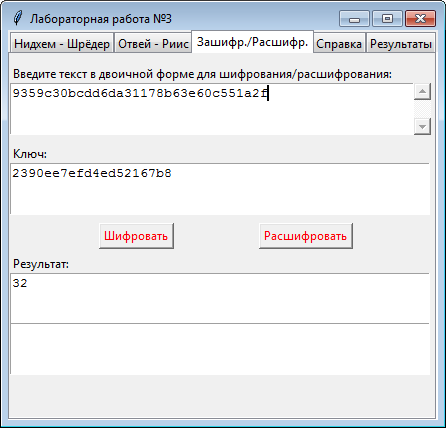 Лабораторная работа №3
Нидхем - Шрёдер Отвей - Риис Зашифр./Расшифр. Справка Результаты
Введите текст в двоичной форме для шифрования/расшифрования:
9359c30bcdd6da31178b63e60c551a2f
Ключ:
2390ee7efd4ed52167b8
Шифровать Расшифровать
Результат:
32